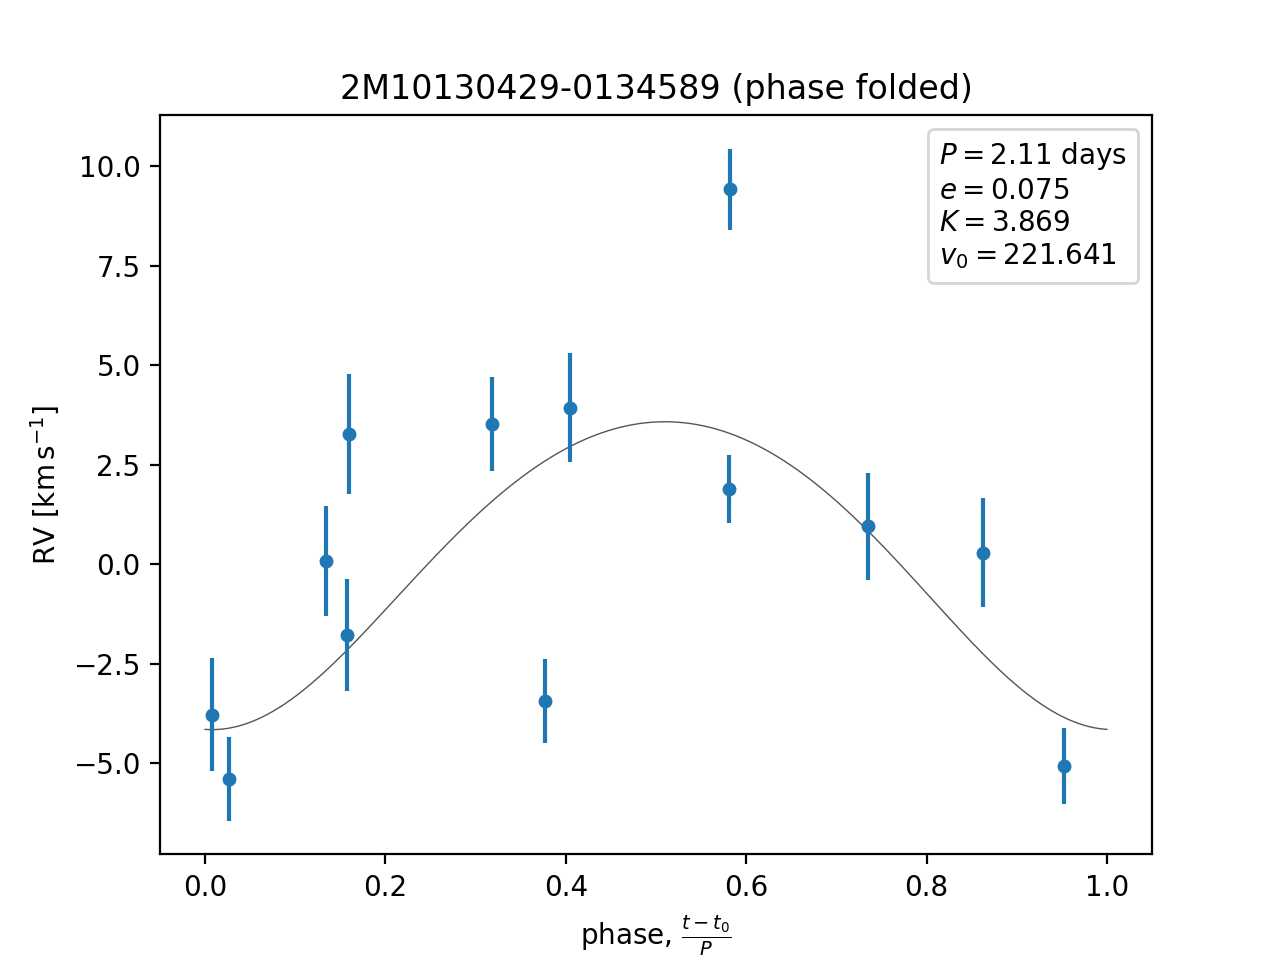 2M10130429-0134589 (phase folded)
P = 2.11 days
e = 0.075
K = 3.869
v₀ = 221.641
RV [km s⁻¹]
10.0
7.5
5.0
2.5
0.0
−2.5
−5.0
0.0 0.2 0.4 0.6 0.8 1.0
phase, (t − t₀)/P